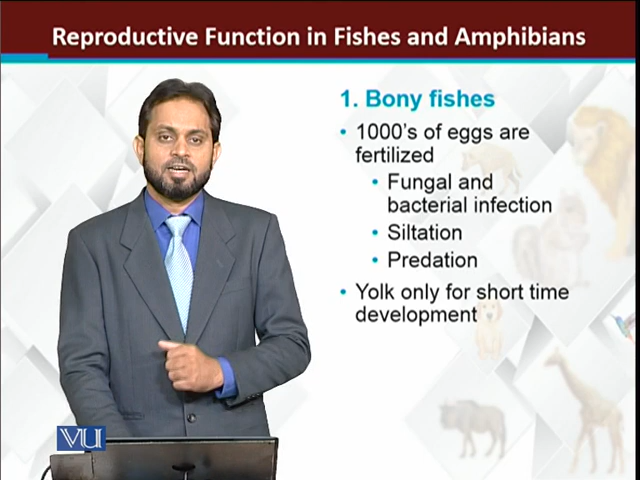 Reproductive Function in Fishes and Amphibians
1. Bony fishes
• 1000's of eggs are
fertilized
• Fungal and
bacterial infection
• Siltation
• Predation
• Yolk only for short time
development
VU